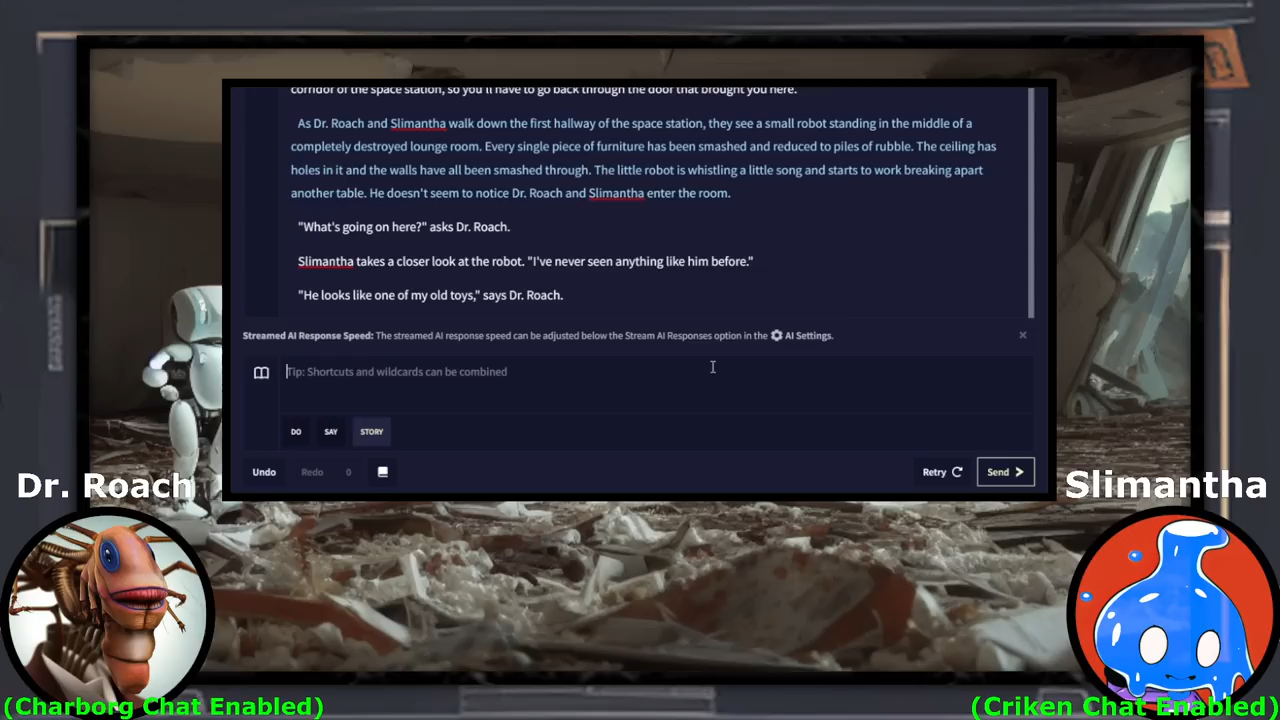 corridor of the space station, so you'll have to go back through the door that brought you here.
As Dr. Roach and Slimantha walk down the first hallway of the space station, they see a small robot standing in the middle of a
completely destroyed lounge room. Every single piece of furniture has been smashed and reduced to piles of rubble. The ceiling has
holes in it and the walls have all been smashed through. The little robot is whistling a little song and starts to work breaking apart
another table. He doesn't seem to notice Dr. Roach and Slimantha enter the room.
"What's going on here?" asks Dr. Roach.
Slimantha takes a closer look at the robot. "I've never seen anything like him before."
"He looks like one of my old toys," says Dr. Roach.
Streamed AI Response Speed: The streamed AI response speed can be adjusted below the Stream AI Responses option in the AI Settings.
Tip: Shortcuts and wildcards can be combined
DO SAY STORY
Undo Redo 0 Retry Send
Dr. Roach
Slimantha
(Charborg Chat Enabled)
(Criken Chat Enabled)